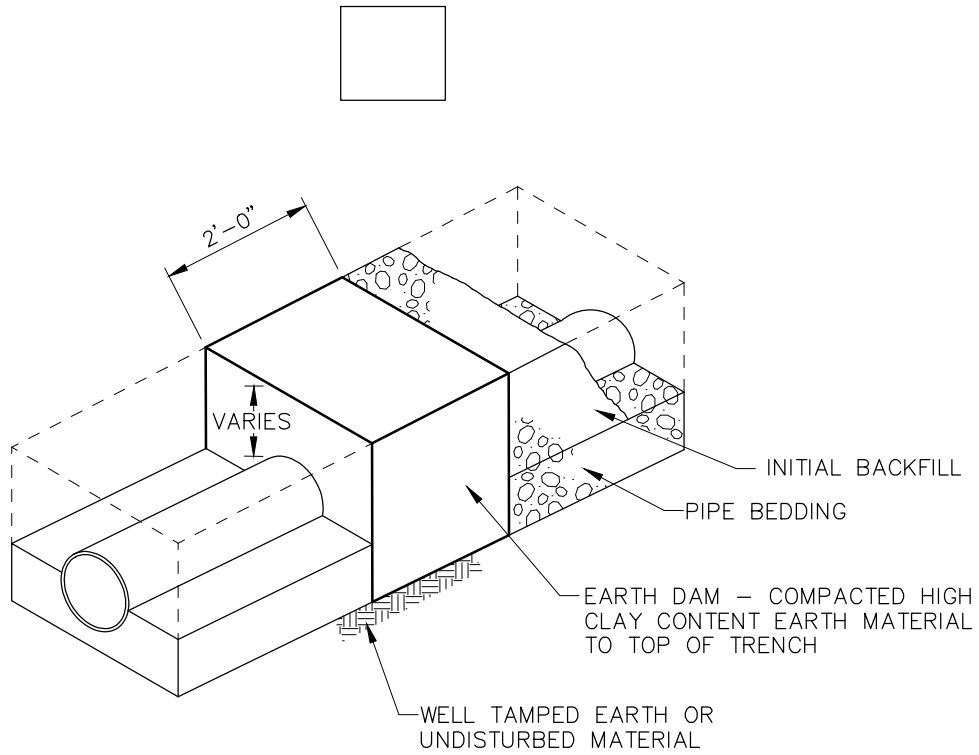 2'-0"
VARIES
INITIAL BACKFILL
PIPE BEDDING
EARTH DAM – COMPACTED HIGH
CLAY CONTENT EARTH MATERIAL
TO TOP OF TRENCH
WELL TAMPED EARTH OR
UNDISTURBED MATERIAL